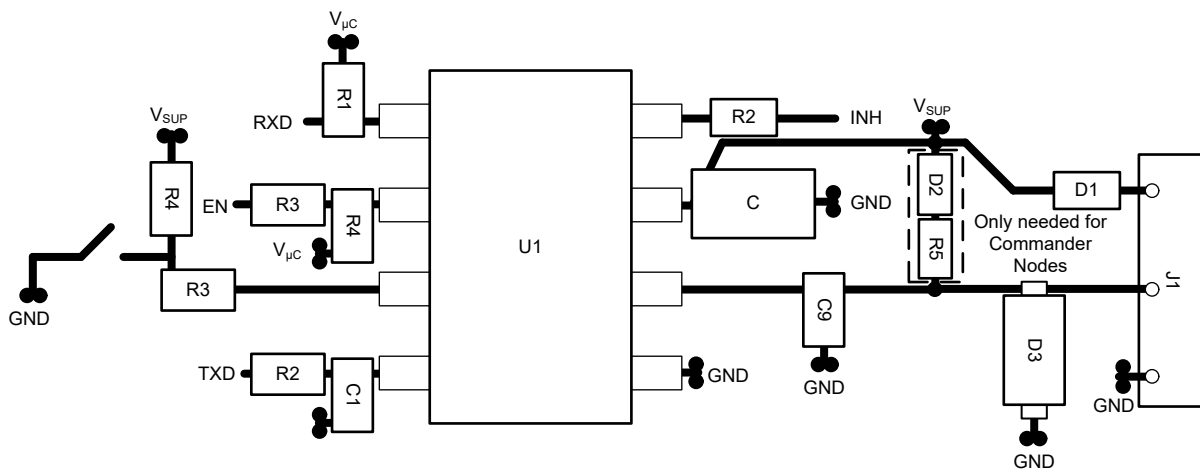 VµC
R1
RXD
VSUP
R4
EN
R3
R4
VµC
GND
R3
TXD
R2
C1
U1
R2
INH
VSUP
C
GND
D2
R5
D1
Only needed for
Commander
Nodes
J1
C9
GND
GND
D3
GND
GND